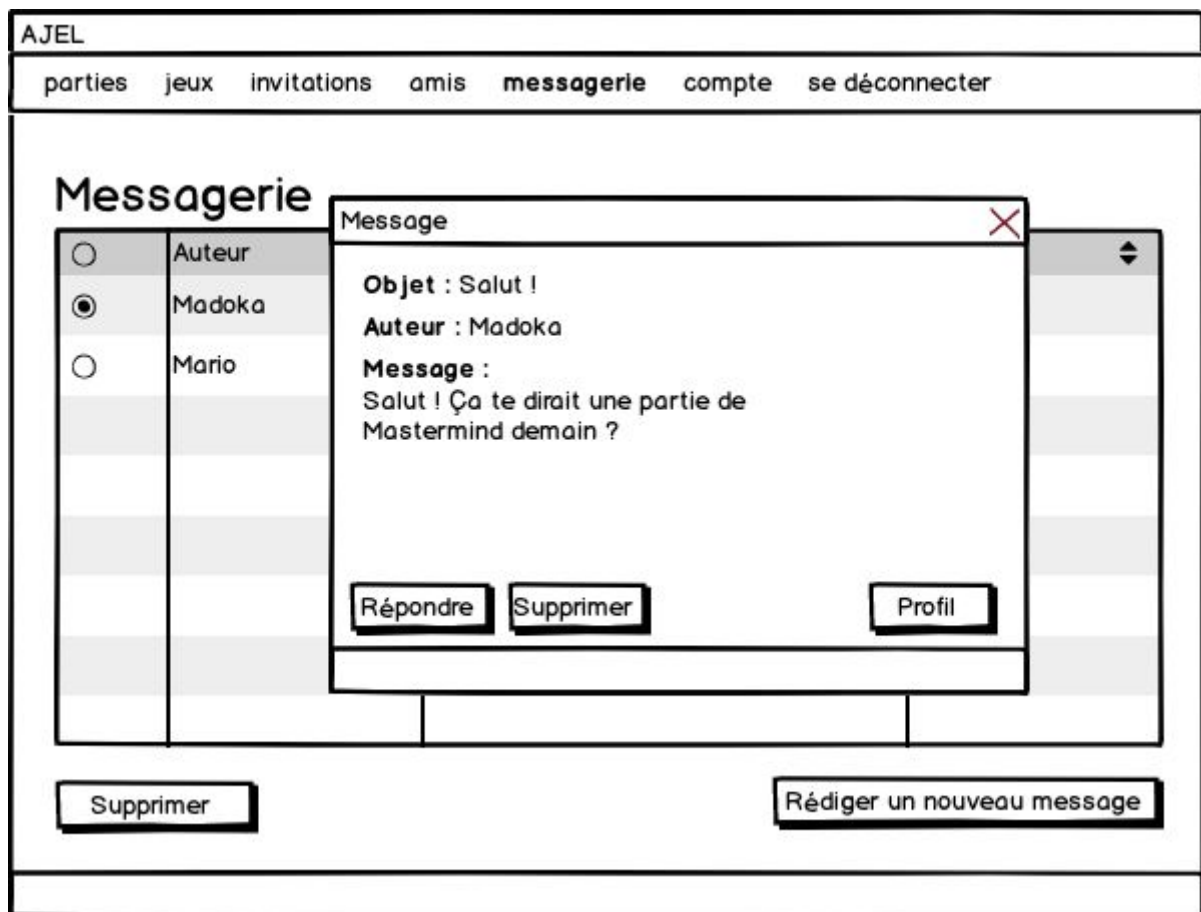 AJEL
parties jeux invitations amis messagerie compte se déconnecter
Messagerie
Auteur
Madoka
Mario
Message
Objet : Salut !
Auteur : Madoka
Message :
Salut ! Ça te dirait une partie de
Mastermind demain ?
Répondre Supprimer Profil
Supprimer Rédiger un nouveau message